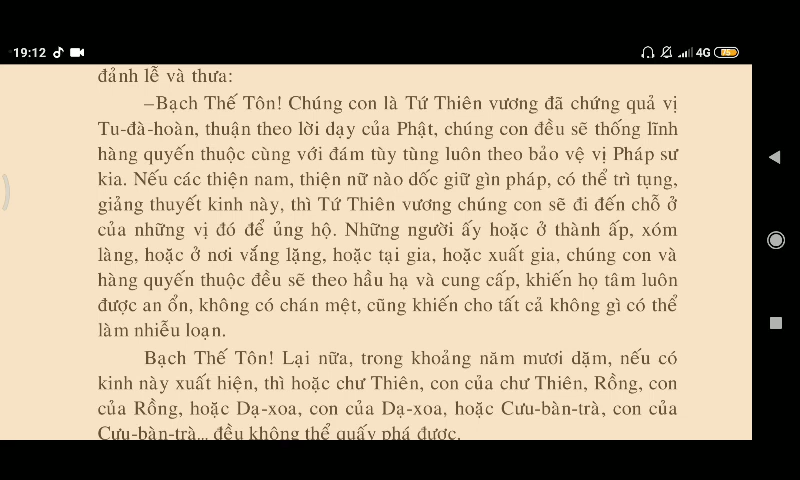 19:12
4G
75
đảnh lễ và thưa:
–Bạch Thế Tôn! Chúng con là Tứ Thiên vương đã chứng quả vị
Tu-đà-hoàn, thuận theo lời dạy của Phật, chúng con đều sẽ thống lĩnh
hàng quyến thuộc cùng với đám tùy tùng luôn theo bảo vệ vị Pháp sư
kia. Nếu các thiện nam, thiện nữ nào dốc giữ gìn pháp, có thể trì tụng,
giảng thuyết kinh này, thì Tứ Thiên vương chúng con sẽ đi đến chỗ ở
của những vị đó để ủng hộ. Những người ấy hoặc ở thành ấp, xóm
làng, hoặc ở nơi vắng lặng, hoặc tại gia, hoặc xuất gia, chúng con và
hàng quyến thuộc đều sẽ theo hầu hạ và cung cấp, khiến họ tâm luôn
được an ổn, không có chán mệt, cũng khiến cho tất cả không gì có thể
làm nhiễu loạn.
Bạch Thế Tôn! Lại nữa, trong khoảng năm mươi dặm, nếu có
kinh này xuất hiện, thì hoặc chư Thiên, con của chư Thiên, Rồng, con
của Rồng, hoặc Dạ-xoa, con của Dạ-xoa, hoặc Cưu-bàn-trà, con của
Cưu-bàn-trà... đều không thể quấy phá được.